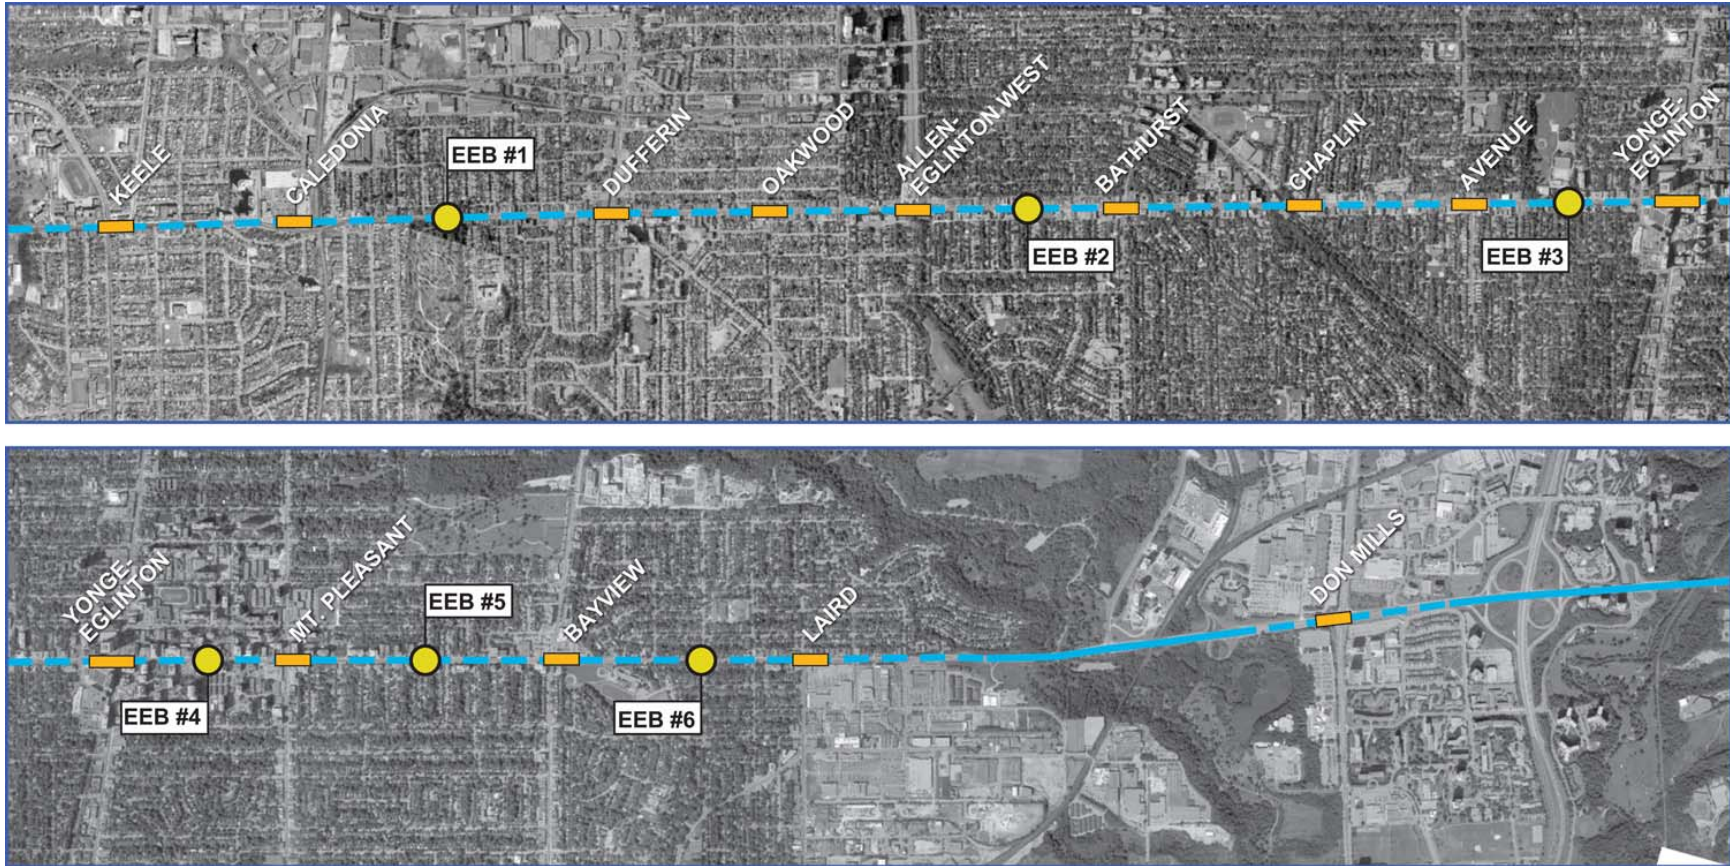 KEELE
CALEDONIA
EEB #1
DUFFERIN
OAKWOOD
ALLEN-
EGLINTON WEST
EEB #2
BATHURST
CHAPLIN
AVENUE
EEB #3
YONGE-
EGLINTON
YONGE-
EGLINTON
EEB #4
MT. PLEASANT
EEB #5
BAYVIEW
EEB #6
LAIRD
DON MILLS